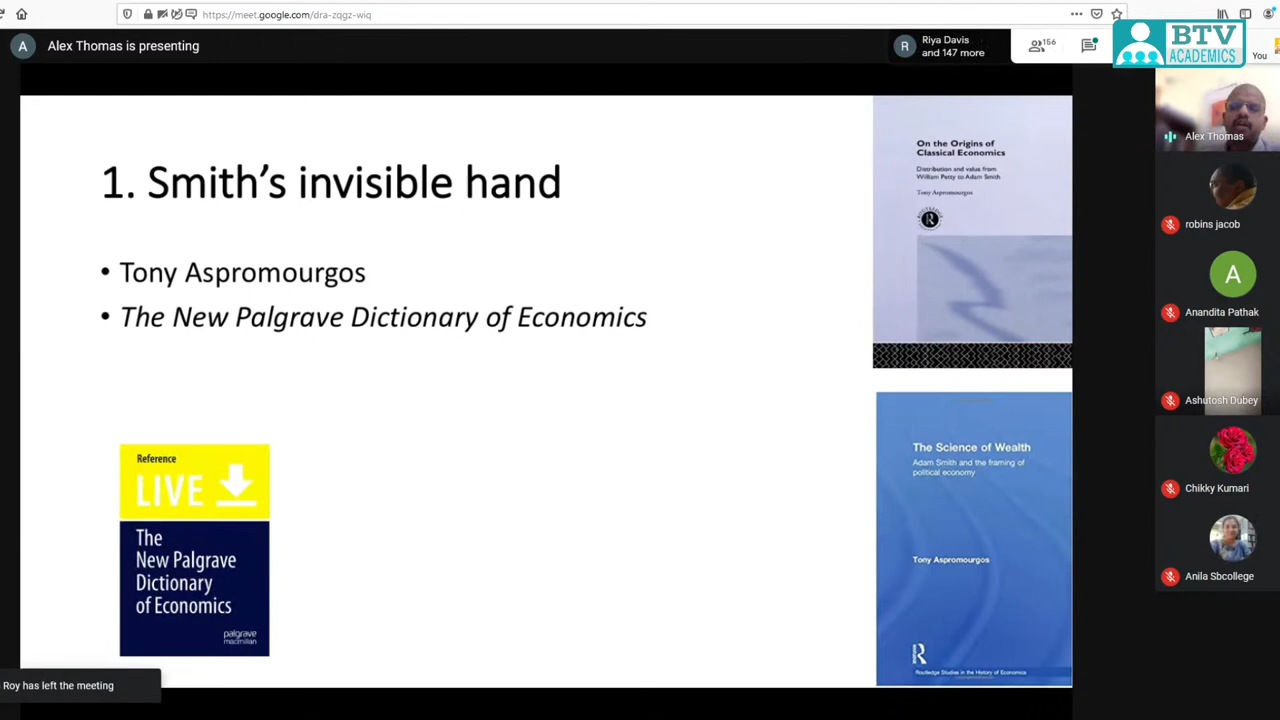 https://meet.google.com/dra-zqgz-wiq
A
Alex Thomas is presenting
R
Riya Davis
and 147 more
156
BTV
ACADEMICS
You
1. Smith's invisible hand
• Tony Aspromourgos
• The New Palgrave Dictionary of Economics
Reference
LIVE
The
New Palgrave
Dictionary
of Economics
palgrave
macmillan
On the Origins of
Classical Economics
Distribution and value from
William Petty to Adam Smith
Tony Aspromourgos
R
The Science of Wealth
Adam Smith and the framing of
political economy
Tony Aspromourgos
R
Routledge Studies in the History of Economics
Alex Thomas
robins jacob
A
Anandita Pathak
Ashutosh Dubey
Chikky Kumari
Anila Sbcollege
Roy has left the meeting